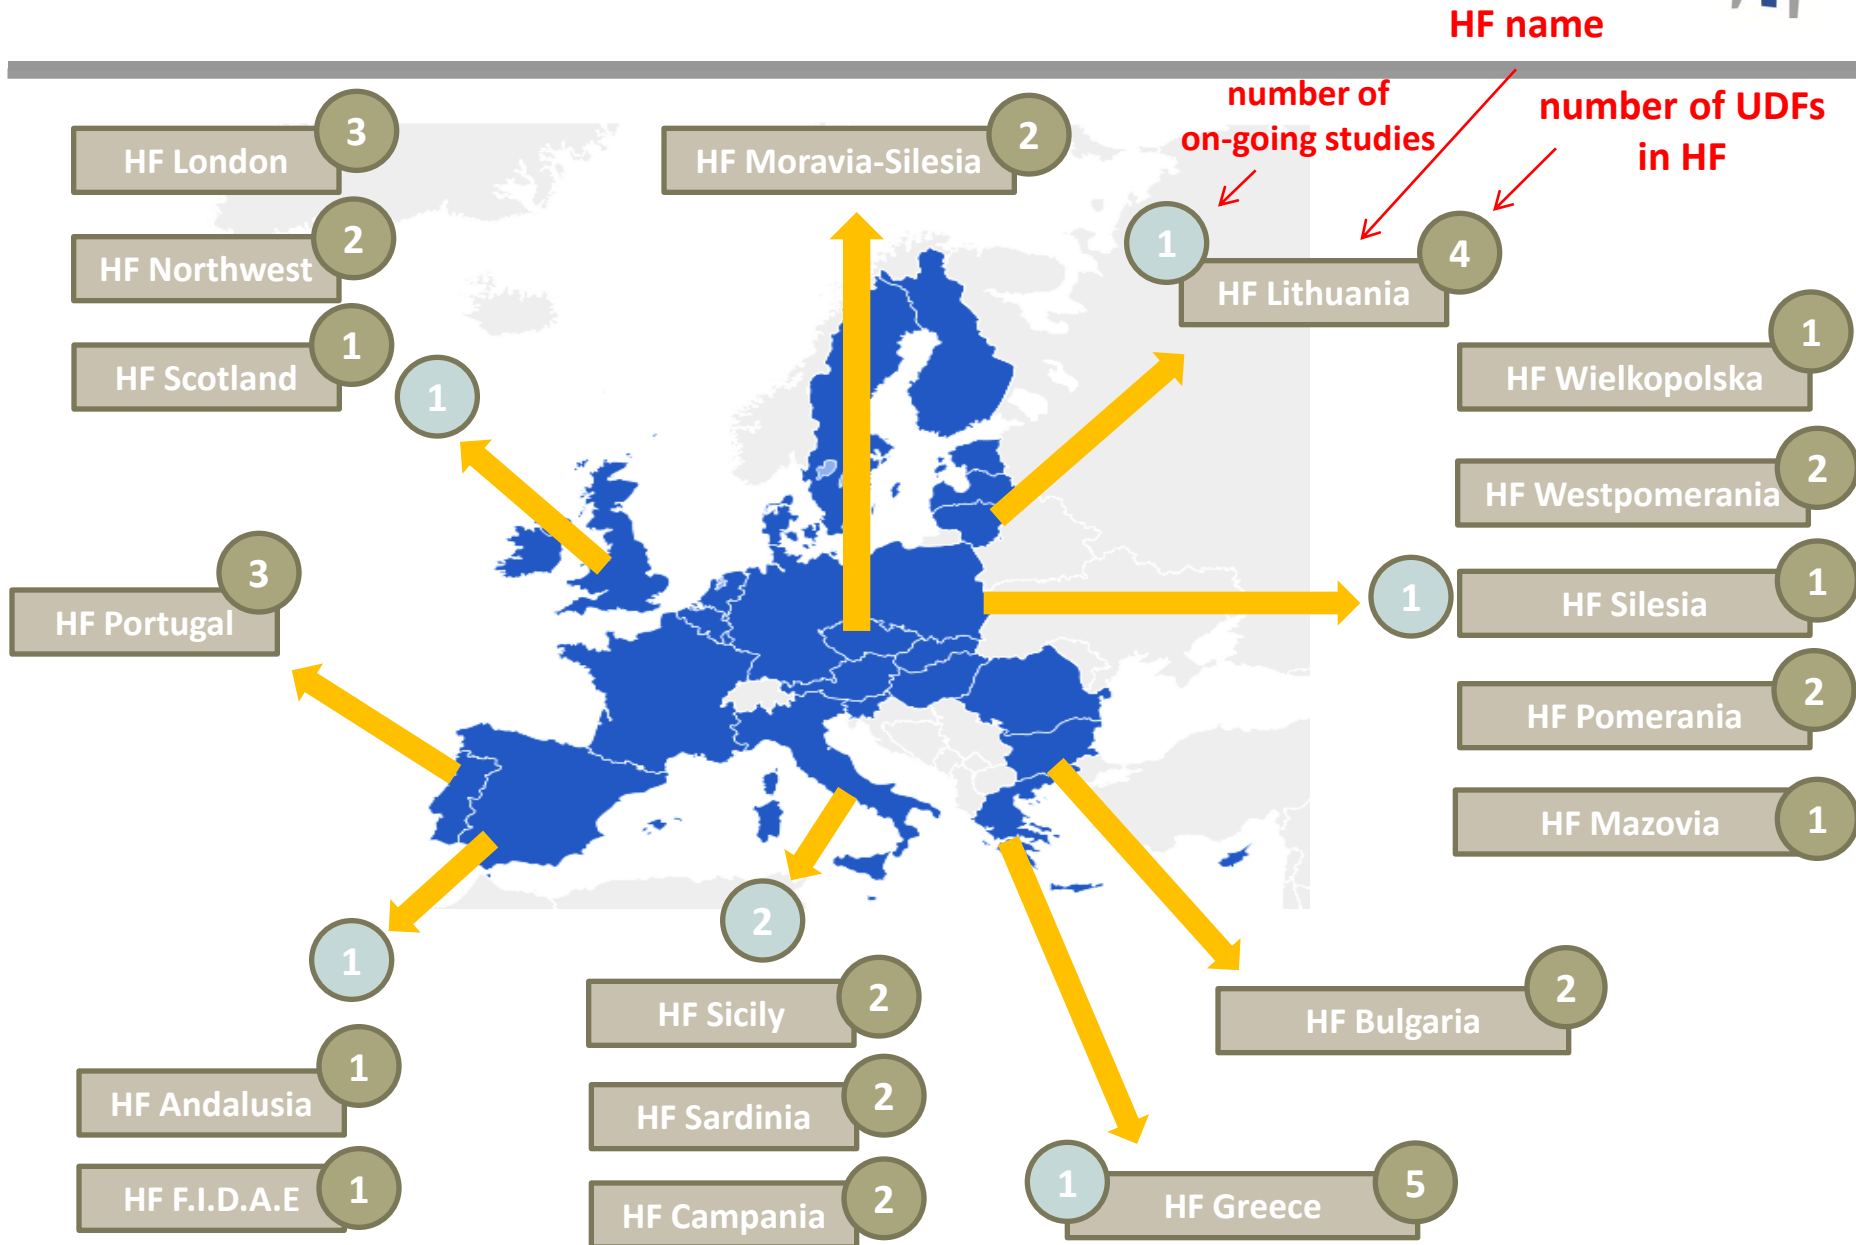 HF name
number of
on-going studies
number of UDFs
in HF
HF London
3
HF Northwest
2
HF Scotland
1
1
HF Moravia-Silesia
2
1
HF Lithuania
4
HF Wielkopolska
1
HF Westpomerania
2
1
HF Silesia
1
HF Pomerania
2
HF Mazovia
1
HF Portugal
3
1
HF Andalusia
1
HF F.I.D.A.E
1
2
HF Sicily
2
HF Sardinia
2
HF Campania
2
HF Bulgaria
2
1
HF Greece
5